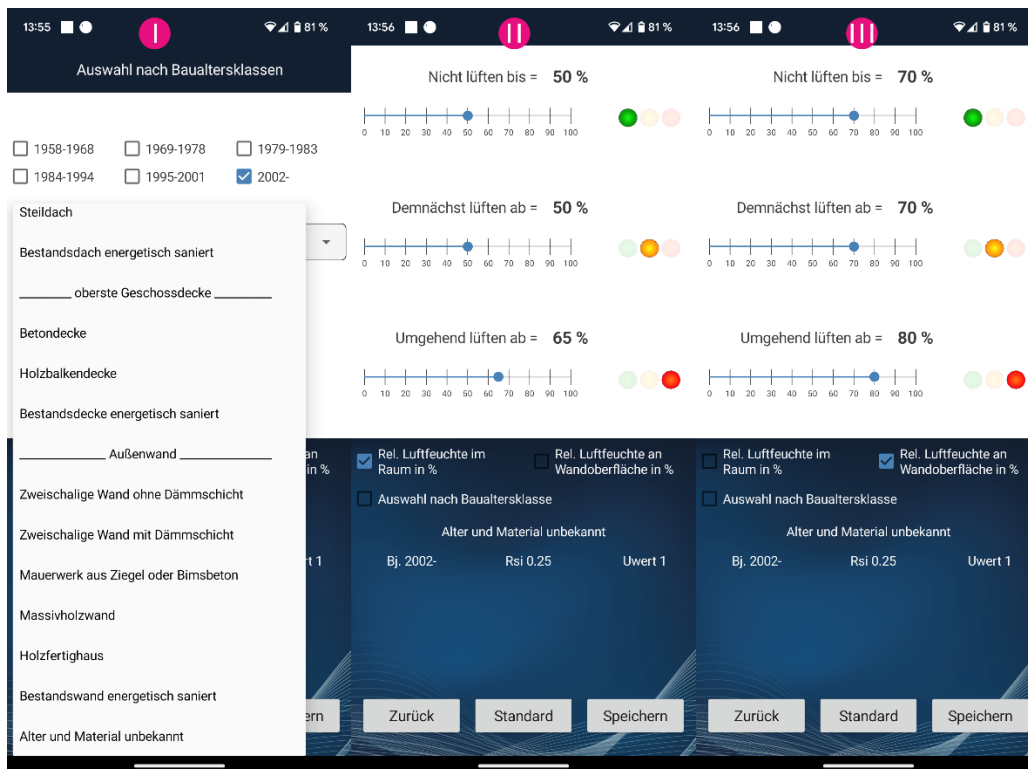 13:55
I
81 %
Auswahl nach Baualtersklassen
1958-1968 1969-1978 1979-1983
1984-1994 1995-2001 2002-
Steildach
Bestandsdach energetisch saniert
________ oberste Geschossdecke _________
Betondecke
Holzbalkendecke
Bestandsdecke energetisch saniert
_____________ Außenwand ______________
Zweischalige Wand ohne Dämmschicht
Zweischalige Wand mit Dämmschicht
Mauerwerk aus Ziegel oder Bimsbeton
Massivholzwand
Holzfertighaus
Bestandswand energetisch saniert
Alter und Material unbekannt
an
in %
rt 1
ern
13:56
II
81 %
Nicht lüften bis = 50 %
0 10 20 30 40 50 60 70 80 90 100
Demnächst lüften ab = 50 %
0 10 20 30 40 50 60 70 80 90 100
Umgehend lüften ab = 65 %
0 10 20 30 40 50 60 70 80 90 100
Rel. Luftfeuchte im Rel. Luftfeuchte an
Raum in % Wandoberfläche in %
Auswahl nach Baualtersklasse
Alter und Material unbekannt
Bj. 2002- Rsi 0.25 Uwert 1
Zurück Standard Speichern
13:56
III
81 %
Nicht lüften bis = 70 %
0 10 20 30 40 50 60 70 80 90 100
Demnächst lüften ab = 70 %
0 10 20 30 40 50 60 70 80 90 100
Umgehend lüften ab = 80 %
0 10 20 30 40 50 60 70 80 90 100
Rel. Luftfeuchte im Rel. Luftfeuchte an
Raum in % Wandoberfläche in %
Auswahl nach Baualtersklasse
Alter und Material unbekannt
Bj. 2002- Rsi 0.25 Uwert 1
Zurück Standard Speichern